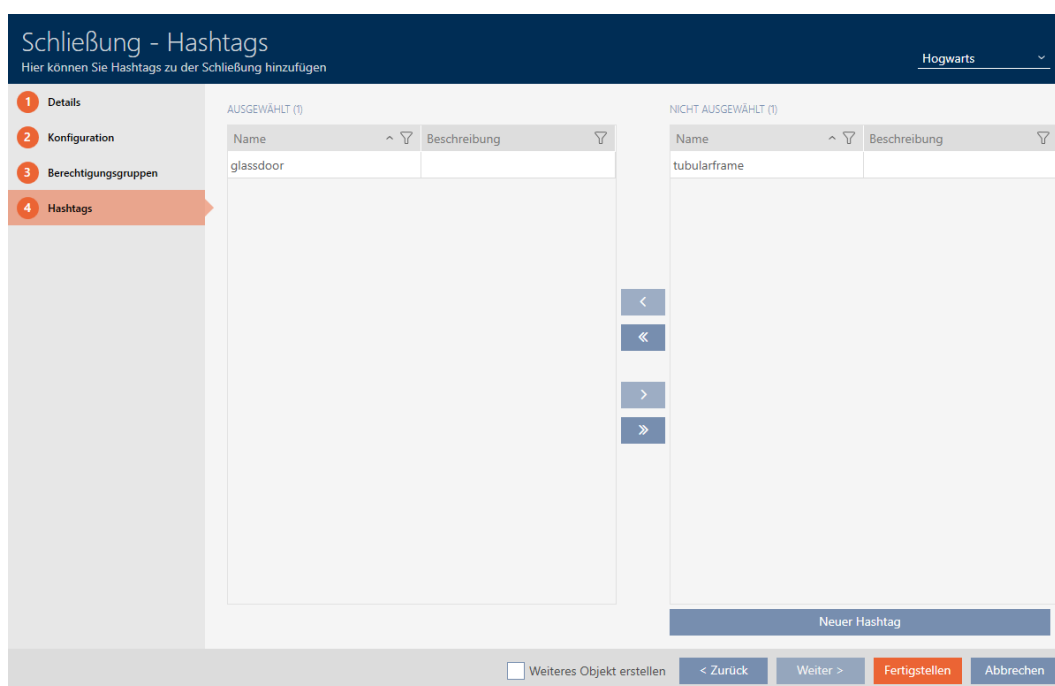 Schließung - Hashtags
Hier können Sie Hashtags zu der Schließung hinzufügen
Hogwarts
1 Details
2 Konfiguration
3 Berechtigungsgruppen
4 Hashtags
AUSGEWÄHLT (1)
Name Beschreibung
glassdoor
NICHT AUSGEWÄHLT (1)
Name Beschreibung
tubularframe
Neuer Hashtag
Weiteres Objekt erstellen < Zurück Weiter > Fertigstellen Abbrechen